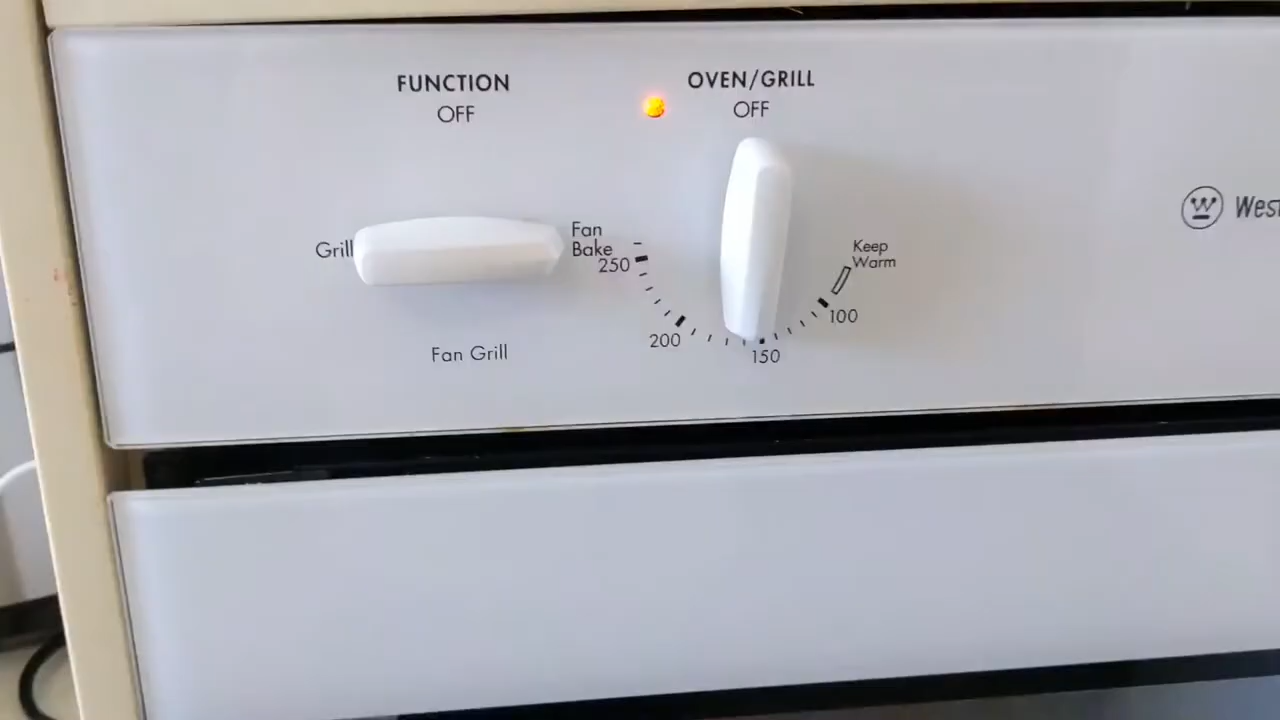 FUNCTION
OFF
OVEN/GRILL
OFF
Grill
Fan
Bake
Fan Grill
250
200
150
100
Keep
Warm
W West